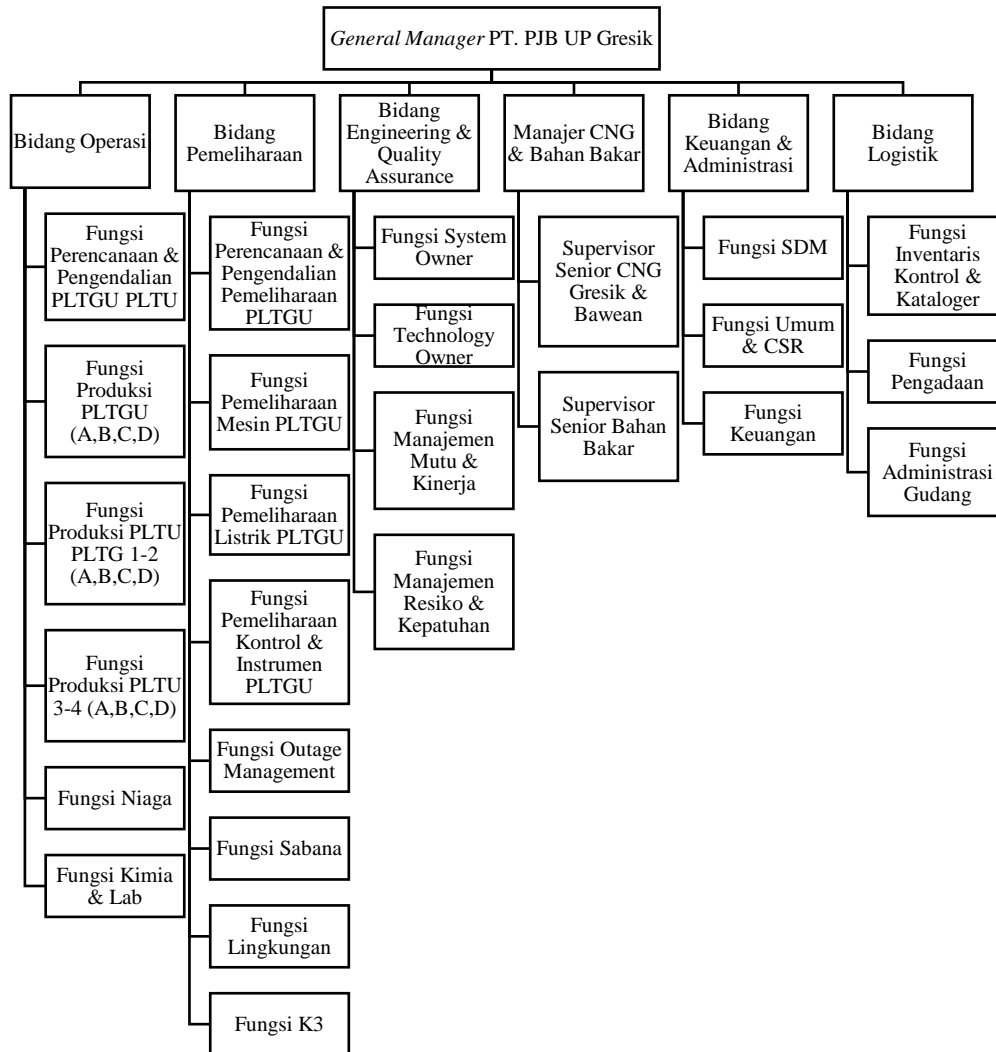 General Manager PT. PJB UP Gresik
Bidang Operasi
Fungsi
Perencanaan &
Pengendalian
PLTGU PLTU
Fungsi
Produksi
PLTGU
(A,B,C,D)
Fungsi
Produksi PLTU
PLTG 1-2
(A,B,C,D)
Fungsi
Produksi PLTU
3-4 (A,B,C,D)
Fungsi Niaga
Fungsi Kimia
& Lab
Bidang
Pemeliharaan
Fungsi
Perencanaan &
Pengendalian
Pemeliharaan
PLTGU
Fungsi
Pemeliharaan
Mesin PLTGU
Fungsi
Pemeliharaan
Listrik PLTGU
Fungsi
Pemeliharaan
Kontrol &
Instrumen
PLTGU
Fungsi Outage
Management
Fungsi Sabana
Fungsi
Lingkungan
Fungsi K3
Bidang
Engineering &
Quality
Assurance
Fungsi System
Owner
Fungsi
Technology
Owner
Fungsi
Manajemen
Mutu &
Kinerja
Fungsi
Manajemen
Resiko &
Kepatuhan
Manajer CNG
& Bahan Bakar
Supervisor
Senior CNG
Gresik &
Bawean
Supervisor
Senior Bahan
Bakar
Bidang
Keuangan &
Administrasi
Fungsi SDM
Fungsi Umum
& CSR
Fungsi
Keuangan
Bidang
Logistik
Fungsi
Inventaris
Kontrol &
Kataloger
Fungsi
Pengadaan
Fungsi
Administrasi
Gudang